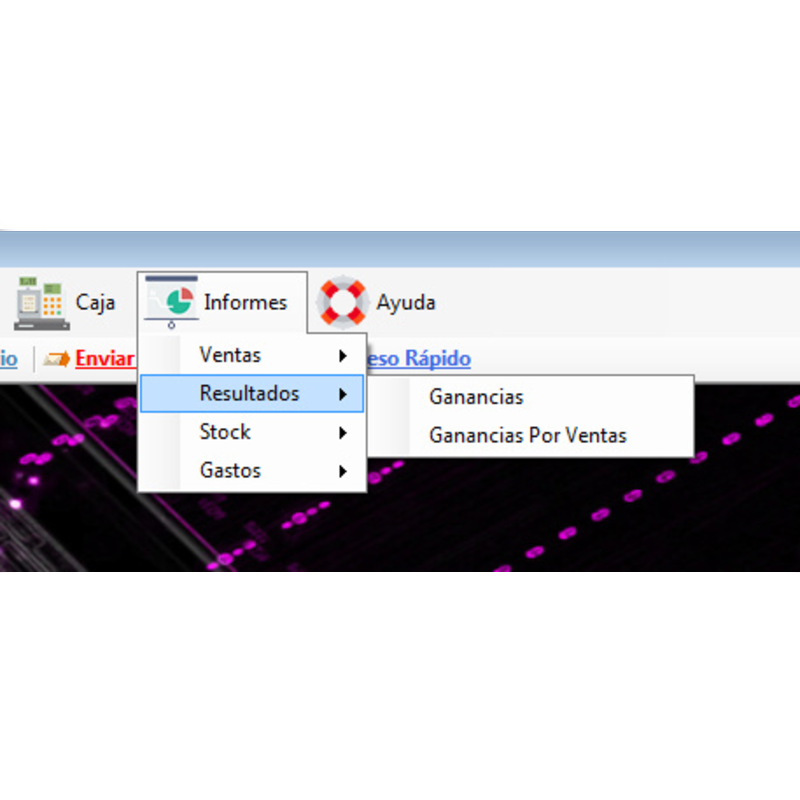 Caja Informes Ayuda
io Enviar eso Rápido
Ventas
Resultados
Stock
Gastos
Ganancias
Ganancias Por Ventas